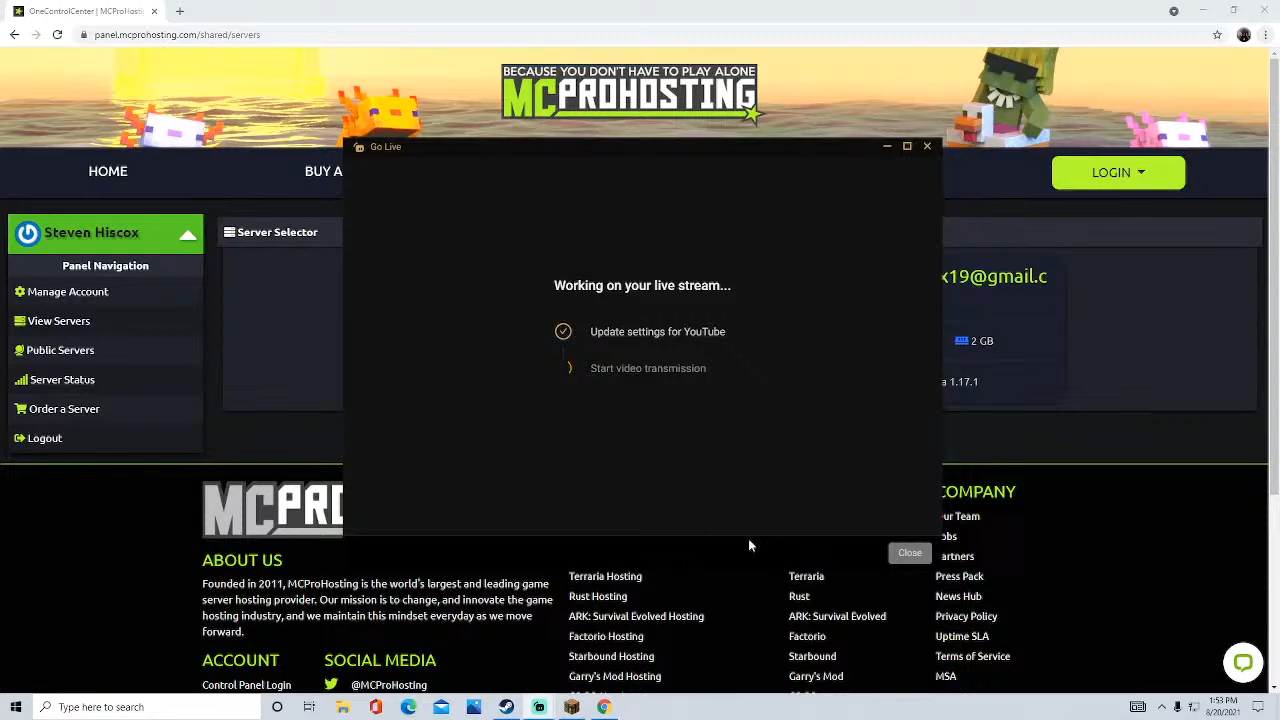 OneControlCenter | MCProHosti
panel.mcprohosting.com/shared/servers
BECAUSE YOU DON'T HAVE TO PLAY ALONE
MCPROHOSTING
HOME
BUY A
LOGIN
Go Live
Steven Hiscox
Panel Navigation
Manage Account
View Servers
Public Servers
Server Status
Order a Server
Logout
Server Selector
x19@gmail.c
2 GB
a 1.17.1
Working on your live stream...
Update settings for YouTube
Start video transmission
Close
MCPRO
ABOUT US
Founded in 2011, MCProHosting is the world's largest and leading game
server hosting provider. Our mission is to change, and innovate the game
hosting industry, and we maintain this mindset everyday as we move
forward.
ACCOUNT
Control Panel Login
SOCIAL MEDIA
@MCProHosting
Terraria Hosting
Rust Hosting
ARK: Survival Evolved Hosting
Factorio Hosting
Starbound Hosting
Garry's Mod Hosting
Terraria
Rust
ARK: Survival Evolved
Factorio
Starbound
Garry's Mod
COMPANY
ur Team
obs
artners
Press Pack
News Hub
Privacy Policy
Uptime SLA
Terms of Service
MSA
Type here to search
1:53 PM
8/20/2021